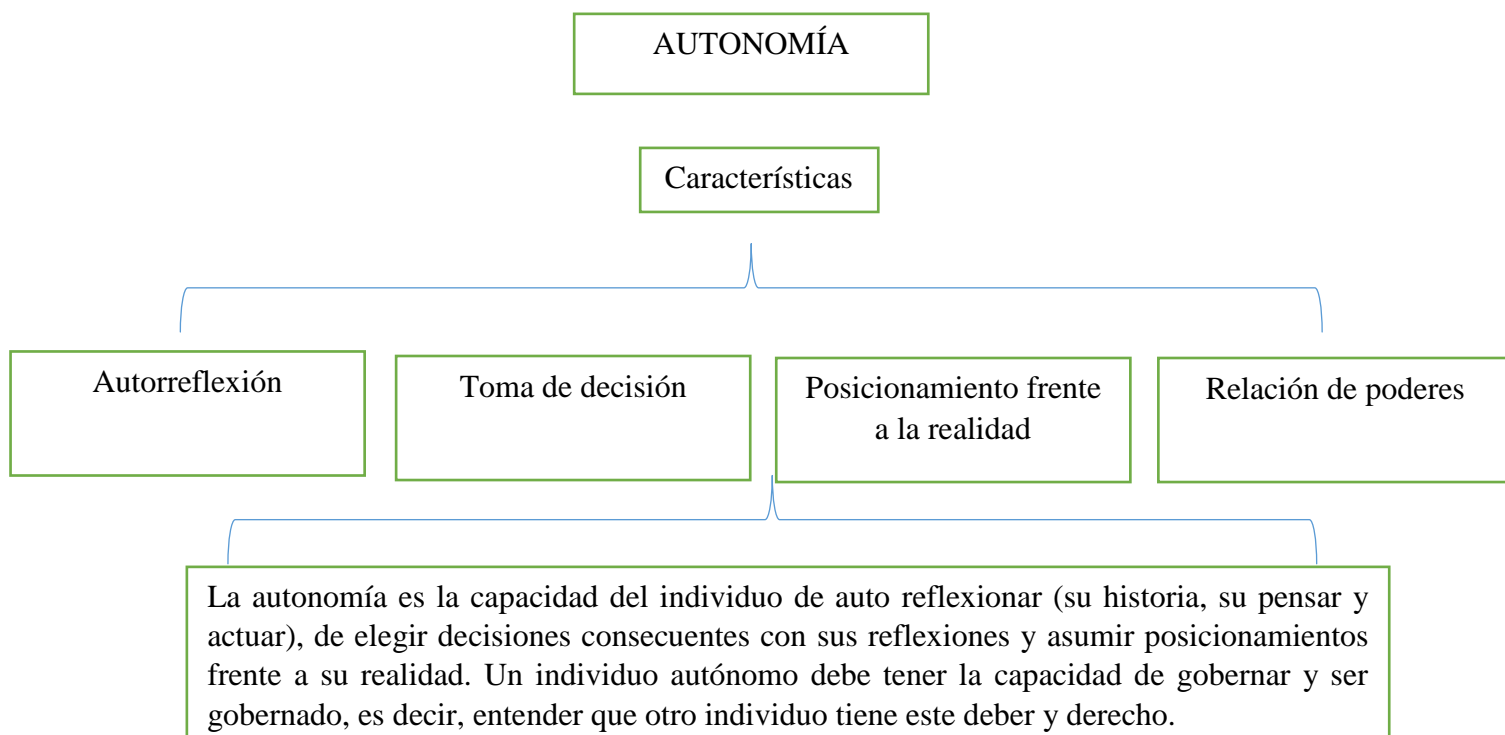 AUTONOMÍA
Características
Autorreflexión
Toma de decisión
Posicionamiento frente
a la realidad
Relación de poderes
La autonomía es la capacidad del individuo de auto reflexionar (su historia, su pensar y
actuar), de elegir decisiones consecuentes con sus reflexiones y asumir posicionamientos
frente a su realidad. Un individuo autónomo debe tener la capacidad de gobernar y ser
gobernado, es decir, entender que otro individuo tiene este deber y derecho.